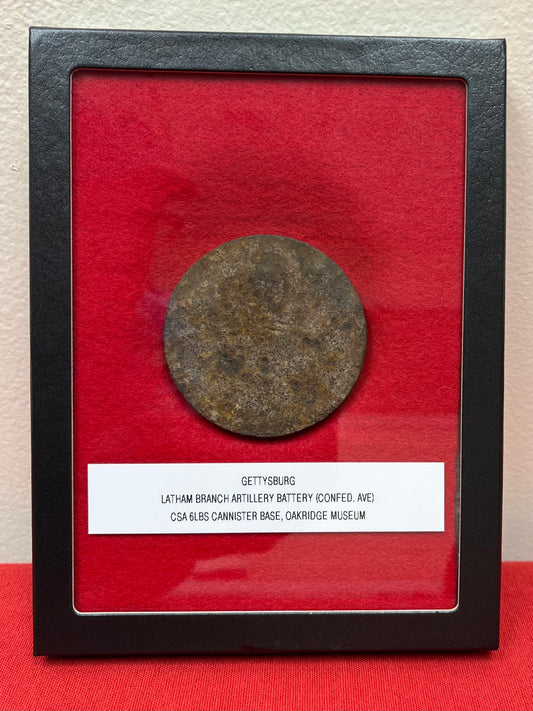 GETTYSBURG
LATHAM BRANCH ARTILLERY BATTERY (CONFED. AVE)
CSA 6LBS CANNISTER BASE, OAKRIDGE MUSEUM